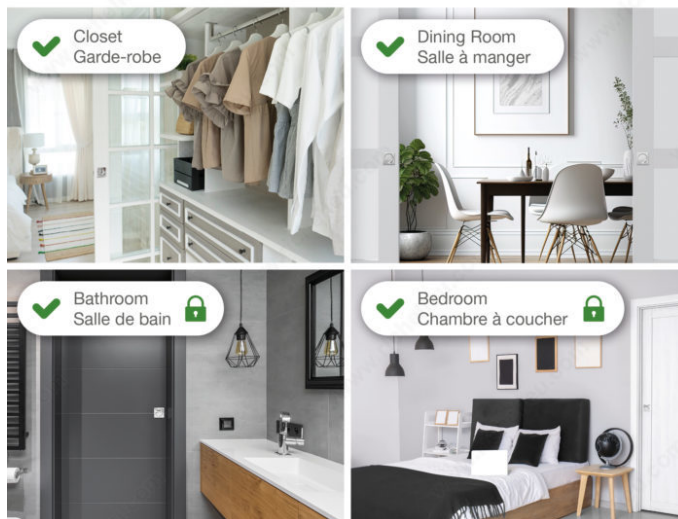 Closet
Garde-robe
Dining Room
Salle à manger
Bathroom
Salle de bain
Bedroom
Chambre à coucher